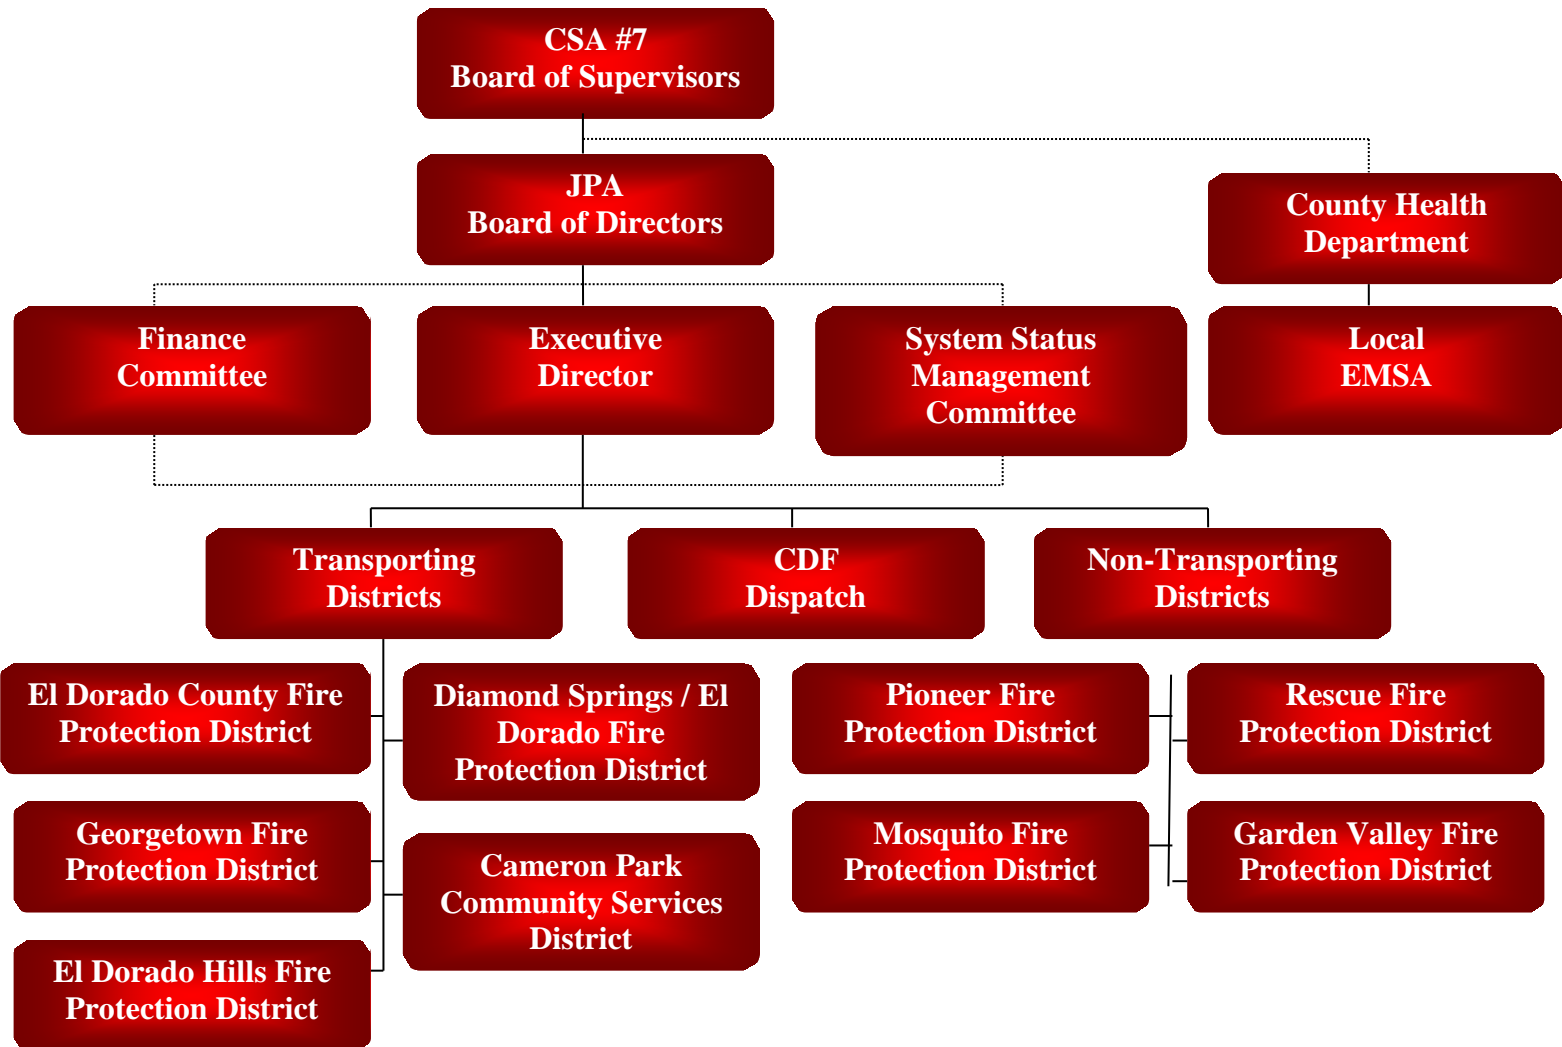 CSA #7
Board of Supervisors
JPA
Board of Directors
County Health
Department
Finance
Committee
Executive
Director
System Status
Management
Committee
Local
EMSA
Transporting
Districts
CDF
Dispatch
Non-Transporting
Districts
El Dorado County Fire
Protection District
Diamond Springs / El
Dorado Fire
Protection District
Pioneer Fire
Protection District
Rescue Fire
Protection District
Georgetown Fire
Protection District
Cameron Park
Community Services
District
Mosquito Fire
Protection District
Garden Valley Fire
Protection District
El Dorado Hills Fire
Protection District